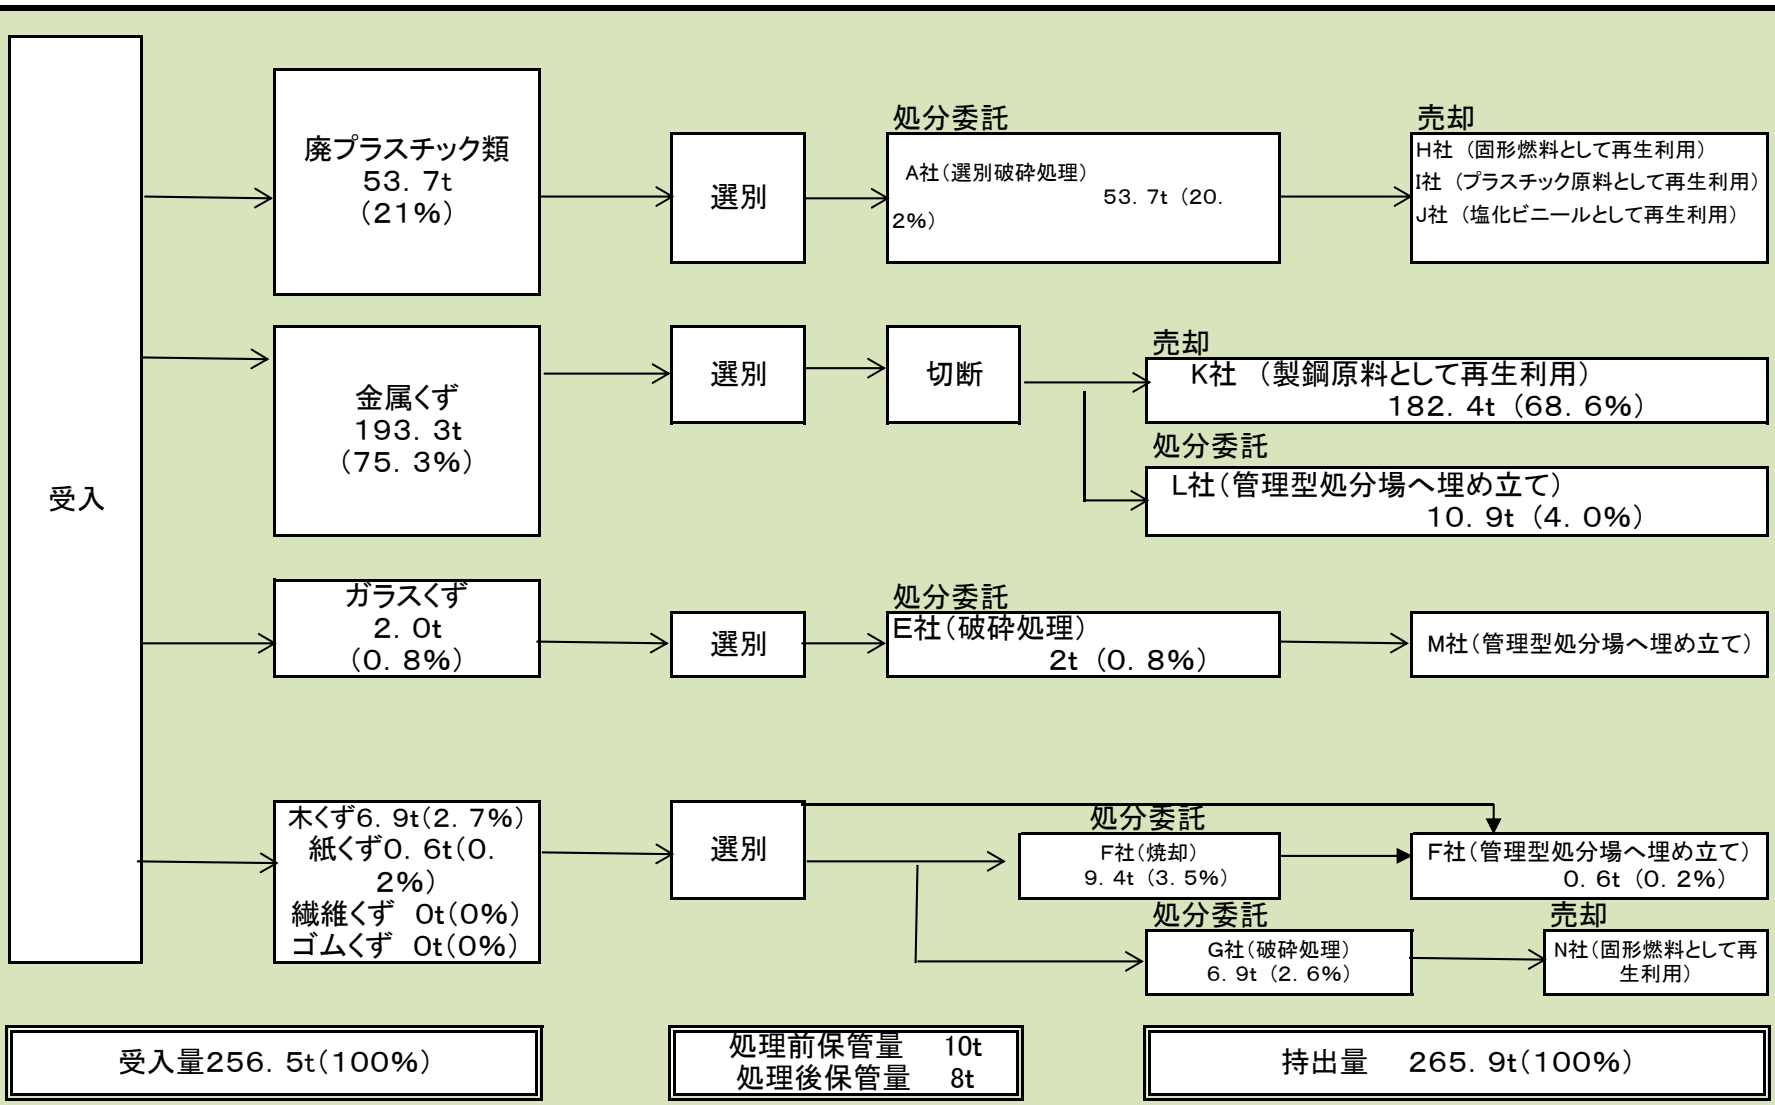 受入
廃プラスチック類
53.7t
(21%)
選別
処分委託
A社(選別破砕処理)
53.7t (20.
2%)
売却
H社 (固形燃料として再生利用)
I社 (プラスチック原料として再生利用)
J社 (塩化ビニールとして再生利用)
金属くず
193.3t
(75.3%)
選別
切断
売却
K社 (製鋼原料として再生利用)
182.4t (68.6%)
処分委託
L社(管理型処分場へ埋め立て)
10.9t (4.0%)
ガラスくず
2.0t
(0.8%)
選別
処分委託
E社(破砕処理)
2t (0.8%)
M社(管理型処分場へ埋め立て)
木くず6.9t(2.7%)
紙くず0.6t(0.
2%)
繊維くず 0t(0%)
ゴムくず 0t(0%)
選別
処分委託
F社(焼却)
9.4t (3.5%)
F社(管理型処分場へ埋め立て)
0.6t (0.2%)
処分委託
G社(破砕処理)
6.9t (2.6%)
売却
N社(固形燃料として再
生利用)
受入量256.5t(100%)
処理前保管量 10t
処理後保管量 8t
持出量 265.9t(100%)